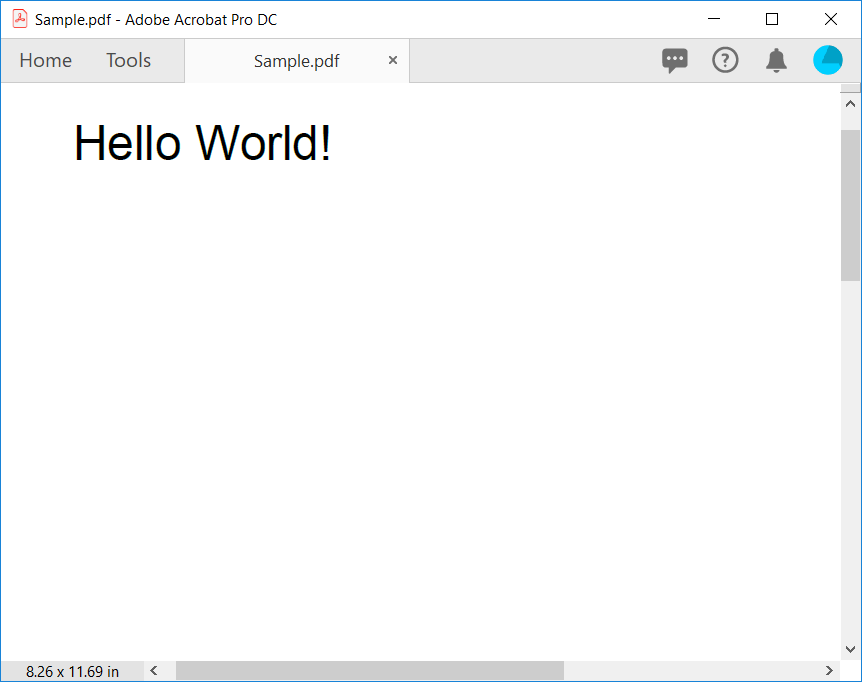 Sample.pdf - Adobe Acrobat Pro DC
Home Tools Sample.pdf
Hello World!
8.26 x 11.69 in